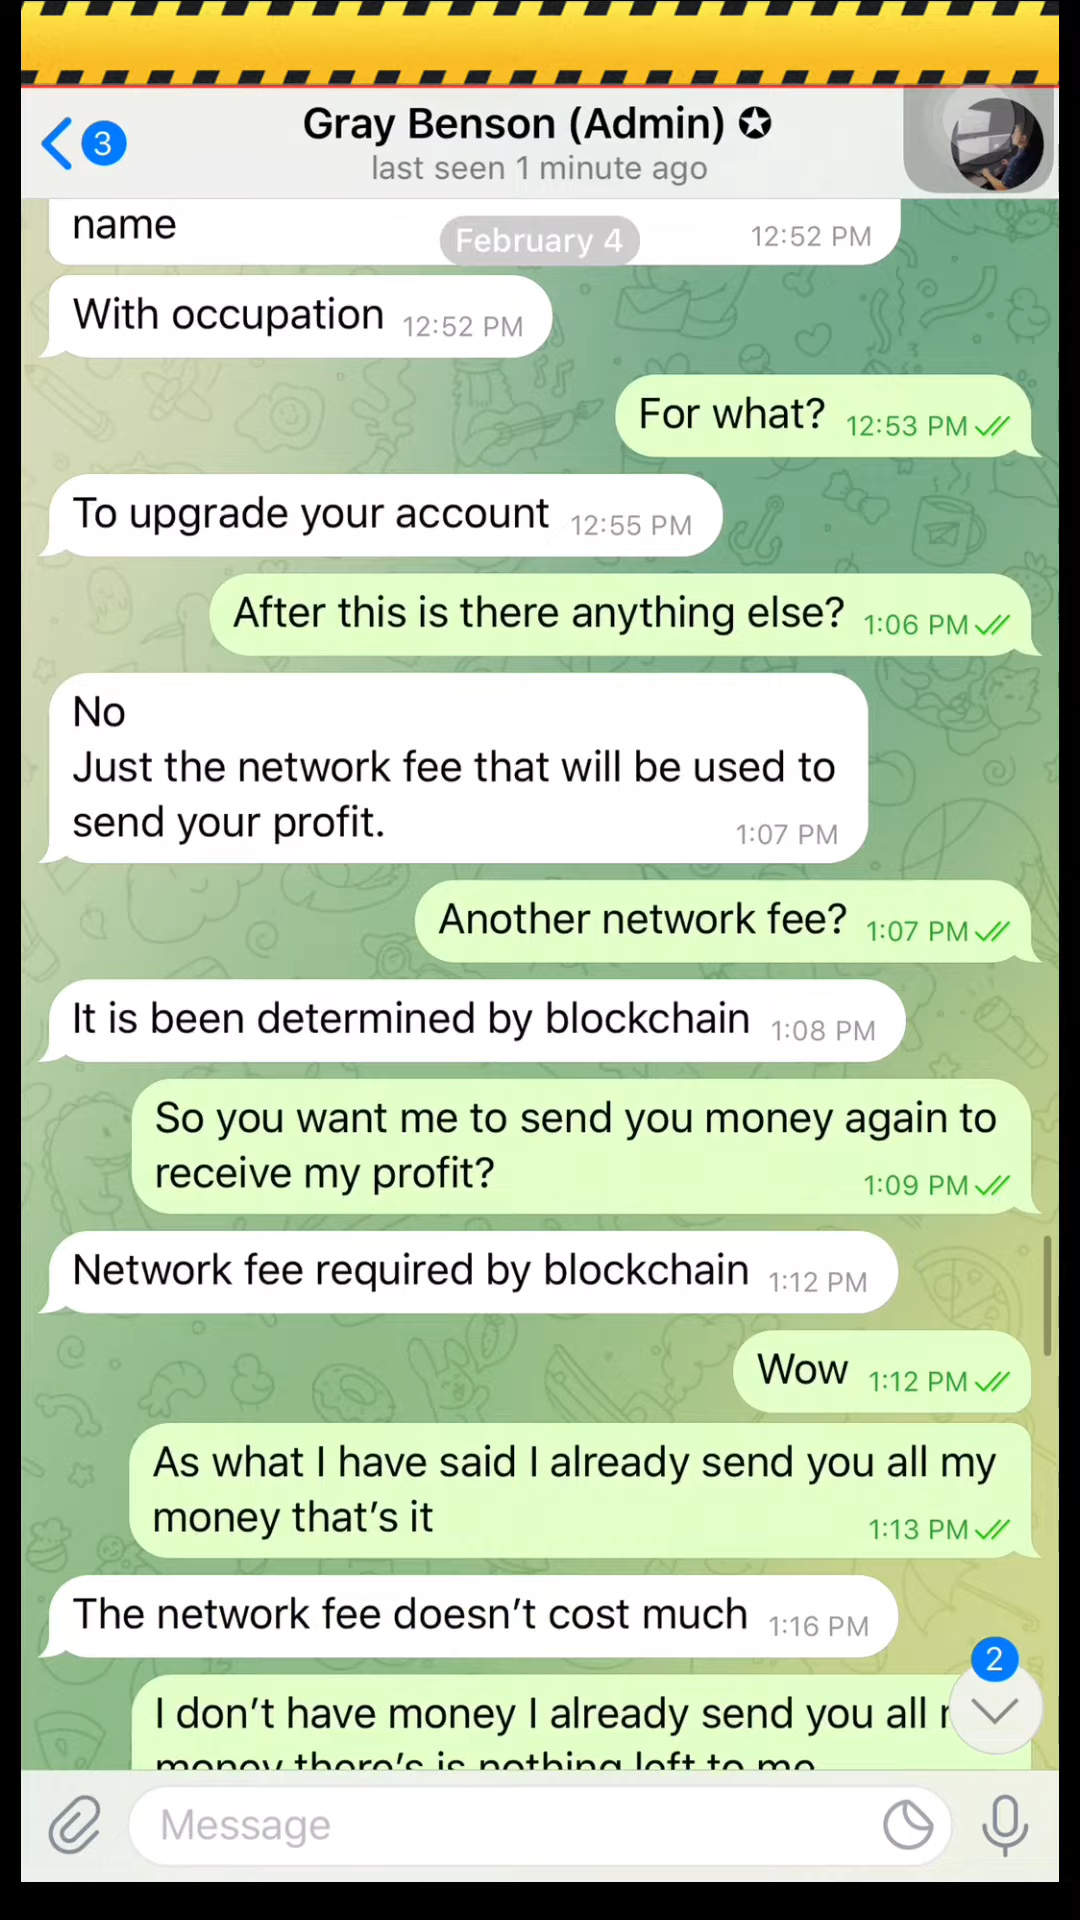 3
Gray Benson (Admin) ✪
last seen 1 minute ago
name
12:52 PM
February 4
With occupation 12:52 PM
For what? 12:53 PM
To upgrade your account 12:55 PM
After this is there anything else? 1:06 PM
No
Just the network fee that will be used to
send your profit. 1:07 PM
Another network fee? 1:07 PM
It is been determined by blockchain 1:08 PM
So you want me to send you money again to
receive my profit? 1:09 PM
Network fee required by blockchain 1:12 PM
Wow 1:12 PM
As what I have said I already send you all my
money that's it 1:13 PM
The network fee doesn't cost much 1:16 PM
2
I don't have money I already send you all
money there's is nothing left to me
Message